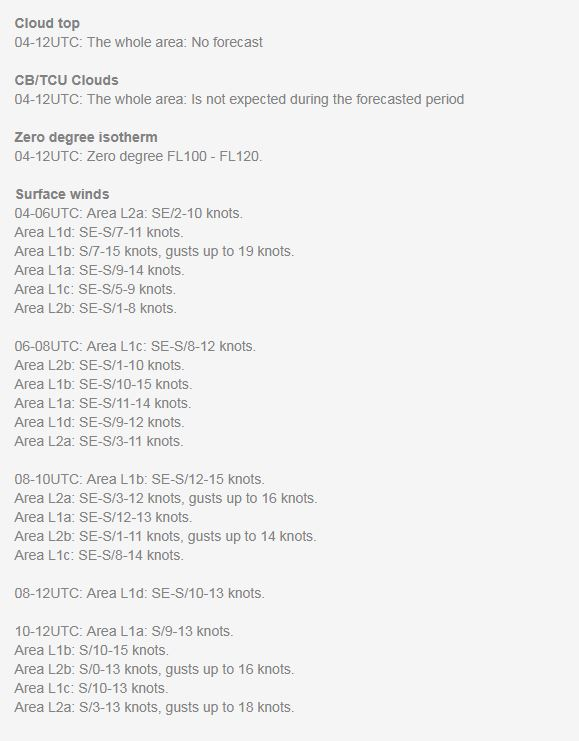 Cloud top
04-12UTC: The whole area: No forecast
CB/TCU Clouds
04-12UTC: The whole area: Is not expected during the forecasted period
Zero degree isotherm
04-12UTC: Zero degree FL100 - FL120.
Surface winds
04-06UTC: Area L2a: SE/2-10 knots.
Area L1d: SE-S/7-11 knots.
Area L1b: S/7-15 knots, gusts up to 19 knots.
Area L1a: SE-S/9-14 knots.
Area L1c: SE-S/5-9 knots.
Area L2b: SE-S/1-8 knots.
06-08UTC: Area L1c: SE-S/8-12 knots.
Area L2b: SE-S/1-10 knots.
Area L1b: SE-S/10-15 knots.
Area L1a: SE-S/11-14 knots.
Area L1d: SE-S/9-12 knots.
Area L2a: SE-S/3-11 knots.
08-10UTC: Area L1b: SE-S/12-15 knots.
Area L2a: SE-S/3-12 knots, gusts up to 16 knots.
Area L1a: SE-S/12-13 knots.
Area L2b: SE-S/1-11 knots, gusts up to 14 knots.
Area L1c: SE-S/8-14 knots.
08-12UTC: Area L1d: SE-S/10-13 knots.
10-12UTC: Area L1a: S/9-13 knots.
Area L1b: S/10-15 knots.
Area L2b: S/0-13 knots, gusts up to 16 knots.
Area L1c: S/10-13 knots.
Area L2a: S/3-13 knots, gusts up to 18 knots.